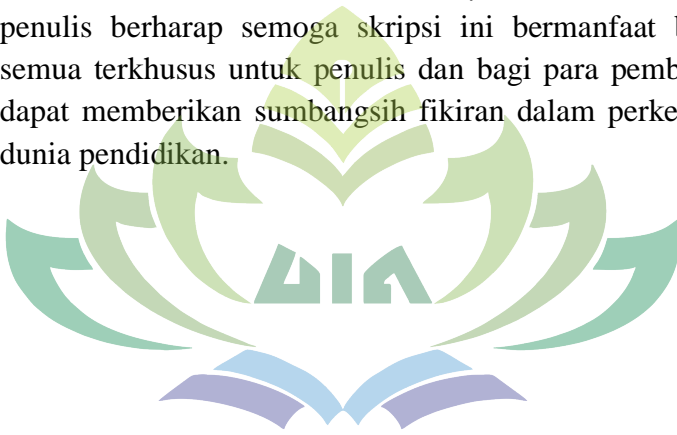 penulis berharap semoga skripsi ini bermanfaat
semua terkhusus untuk penulis dan bagi para
dapat memberikan sumbangsih fikiran dalam
dunia pendidikan.
UIN